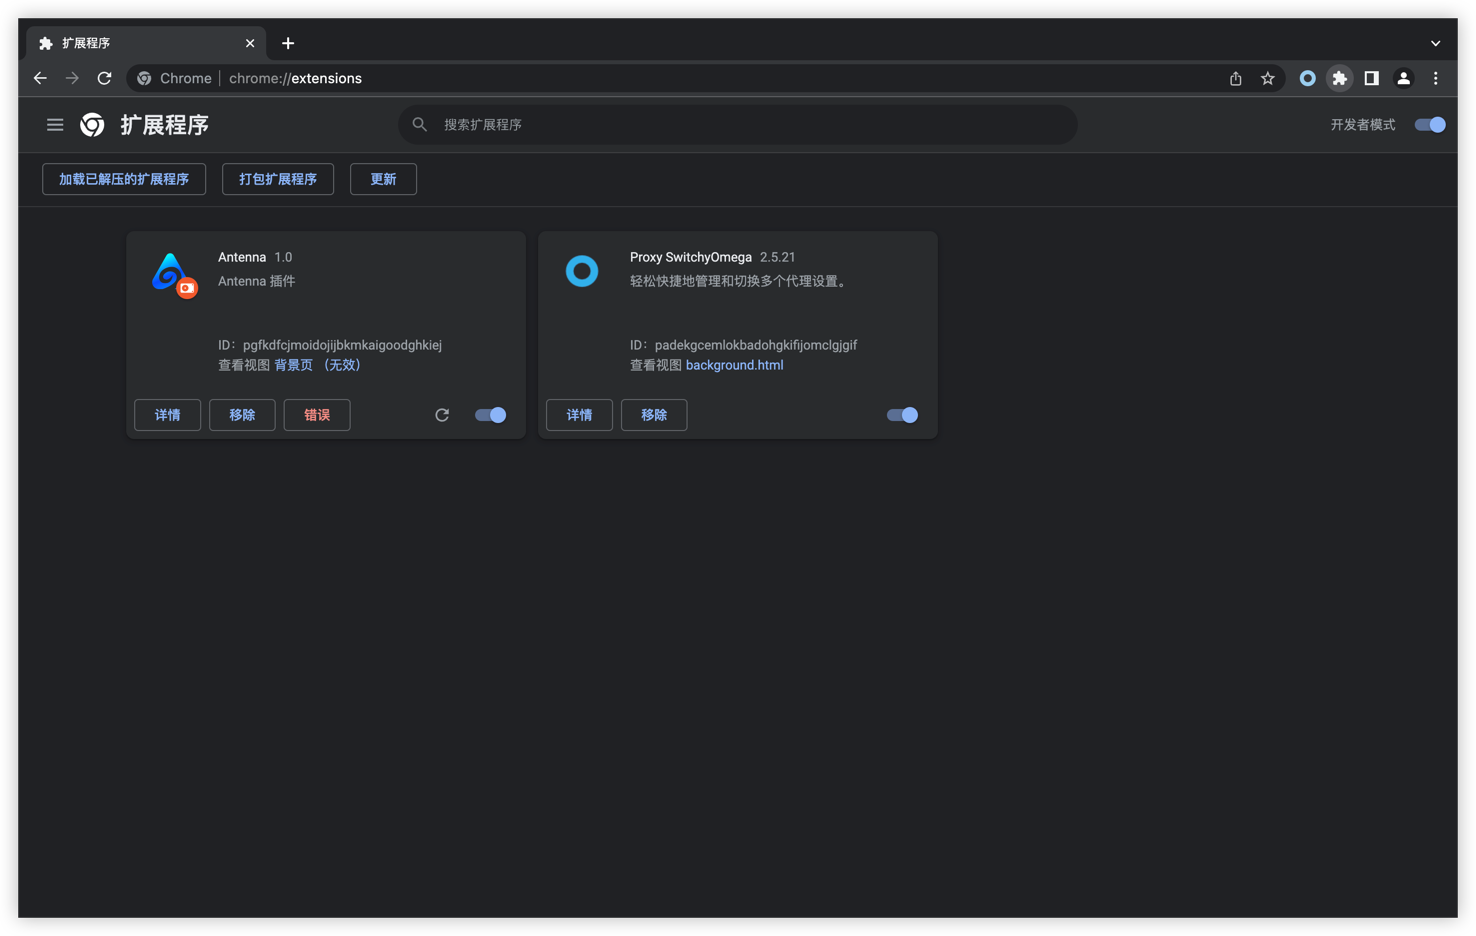 扩展程序
Chrome | chrome://extensions
扩展程序
搜索扩展程序
开发者模式
加载已解压的扩展程序
打包扩展程序
更新
Antenna 1.0
Antenna 插件
ID：pgfkdfcjmoidojijbkmkaigoodghkiej
查看视图 背景页 （无效）
详情
移除
错误
Proxy SwitchyOmega 2.5.21
轻松快捷地管理和切换多个代理设置。
ID：padekgcemlokbadohgkifijomclgjgif
查看视图 background.html
详情
移除